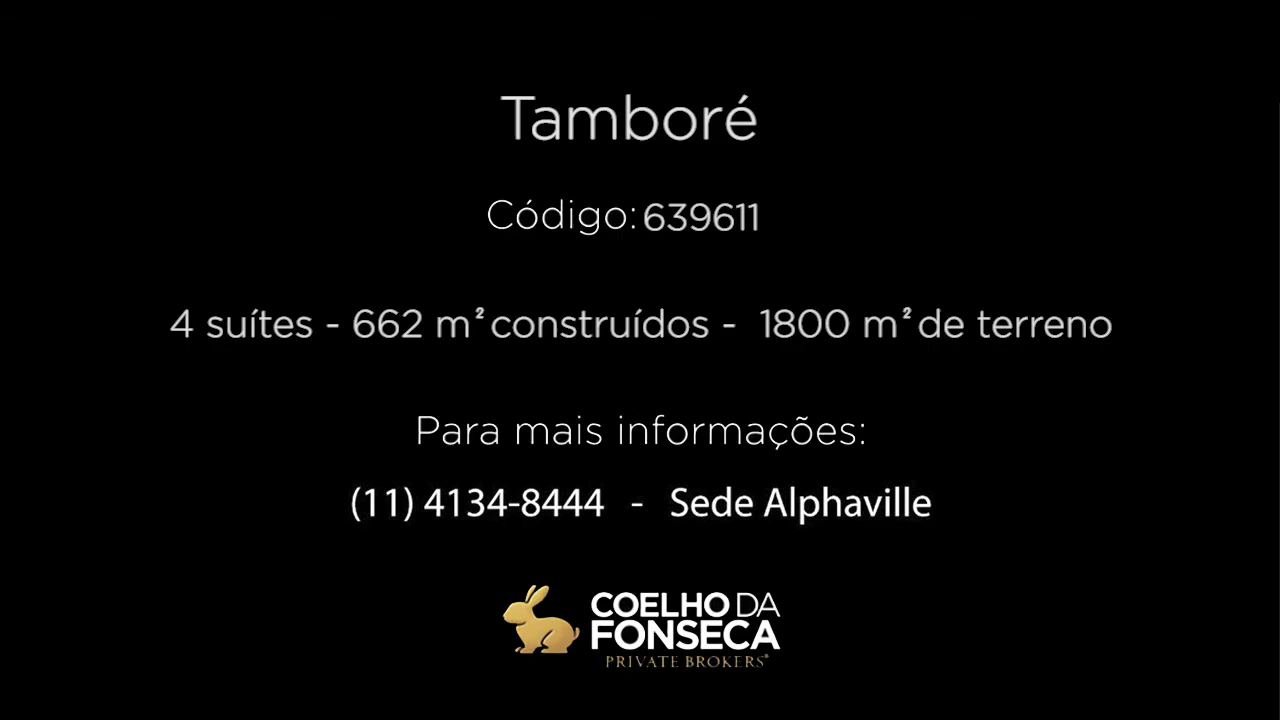 Tamboré
Código: 639611
4 suítes - 662 m² construídos - 1800 m² de terreno
Para mais informações:
(11) 4134-8444 - Sede Alphaville
COELHO DA
FONSECA
PRIVATE BROKERS®